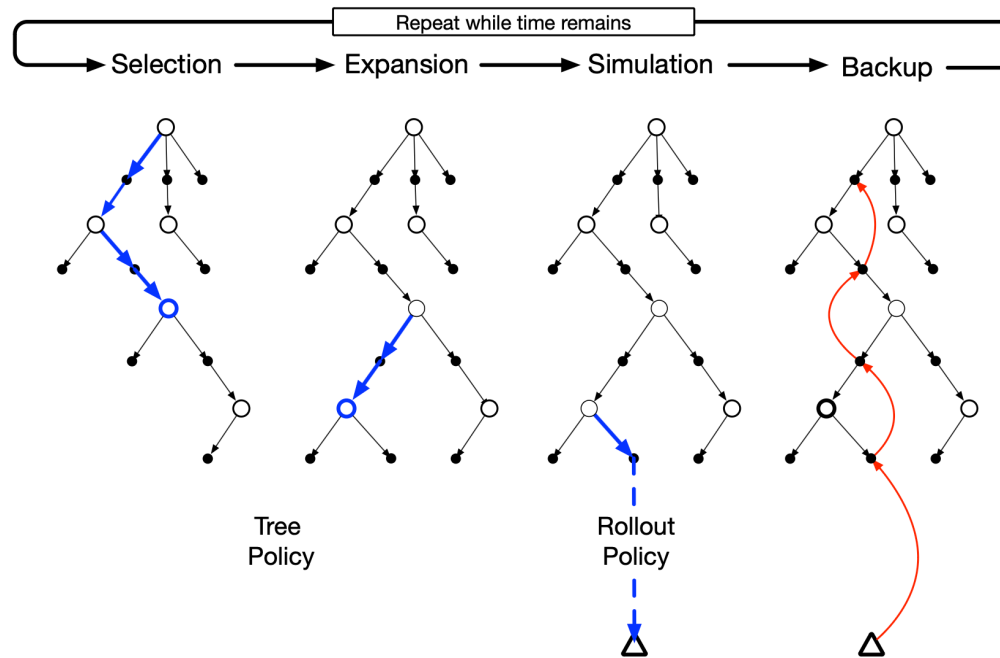 Repeat while time remains
Selection
Expansion
Simulation
Backup
Tree
Policy
Rollout
Policy